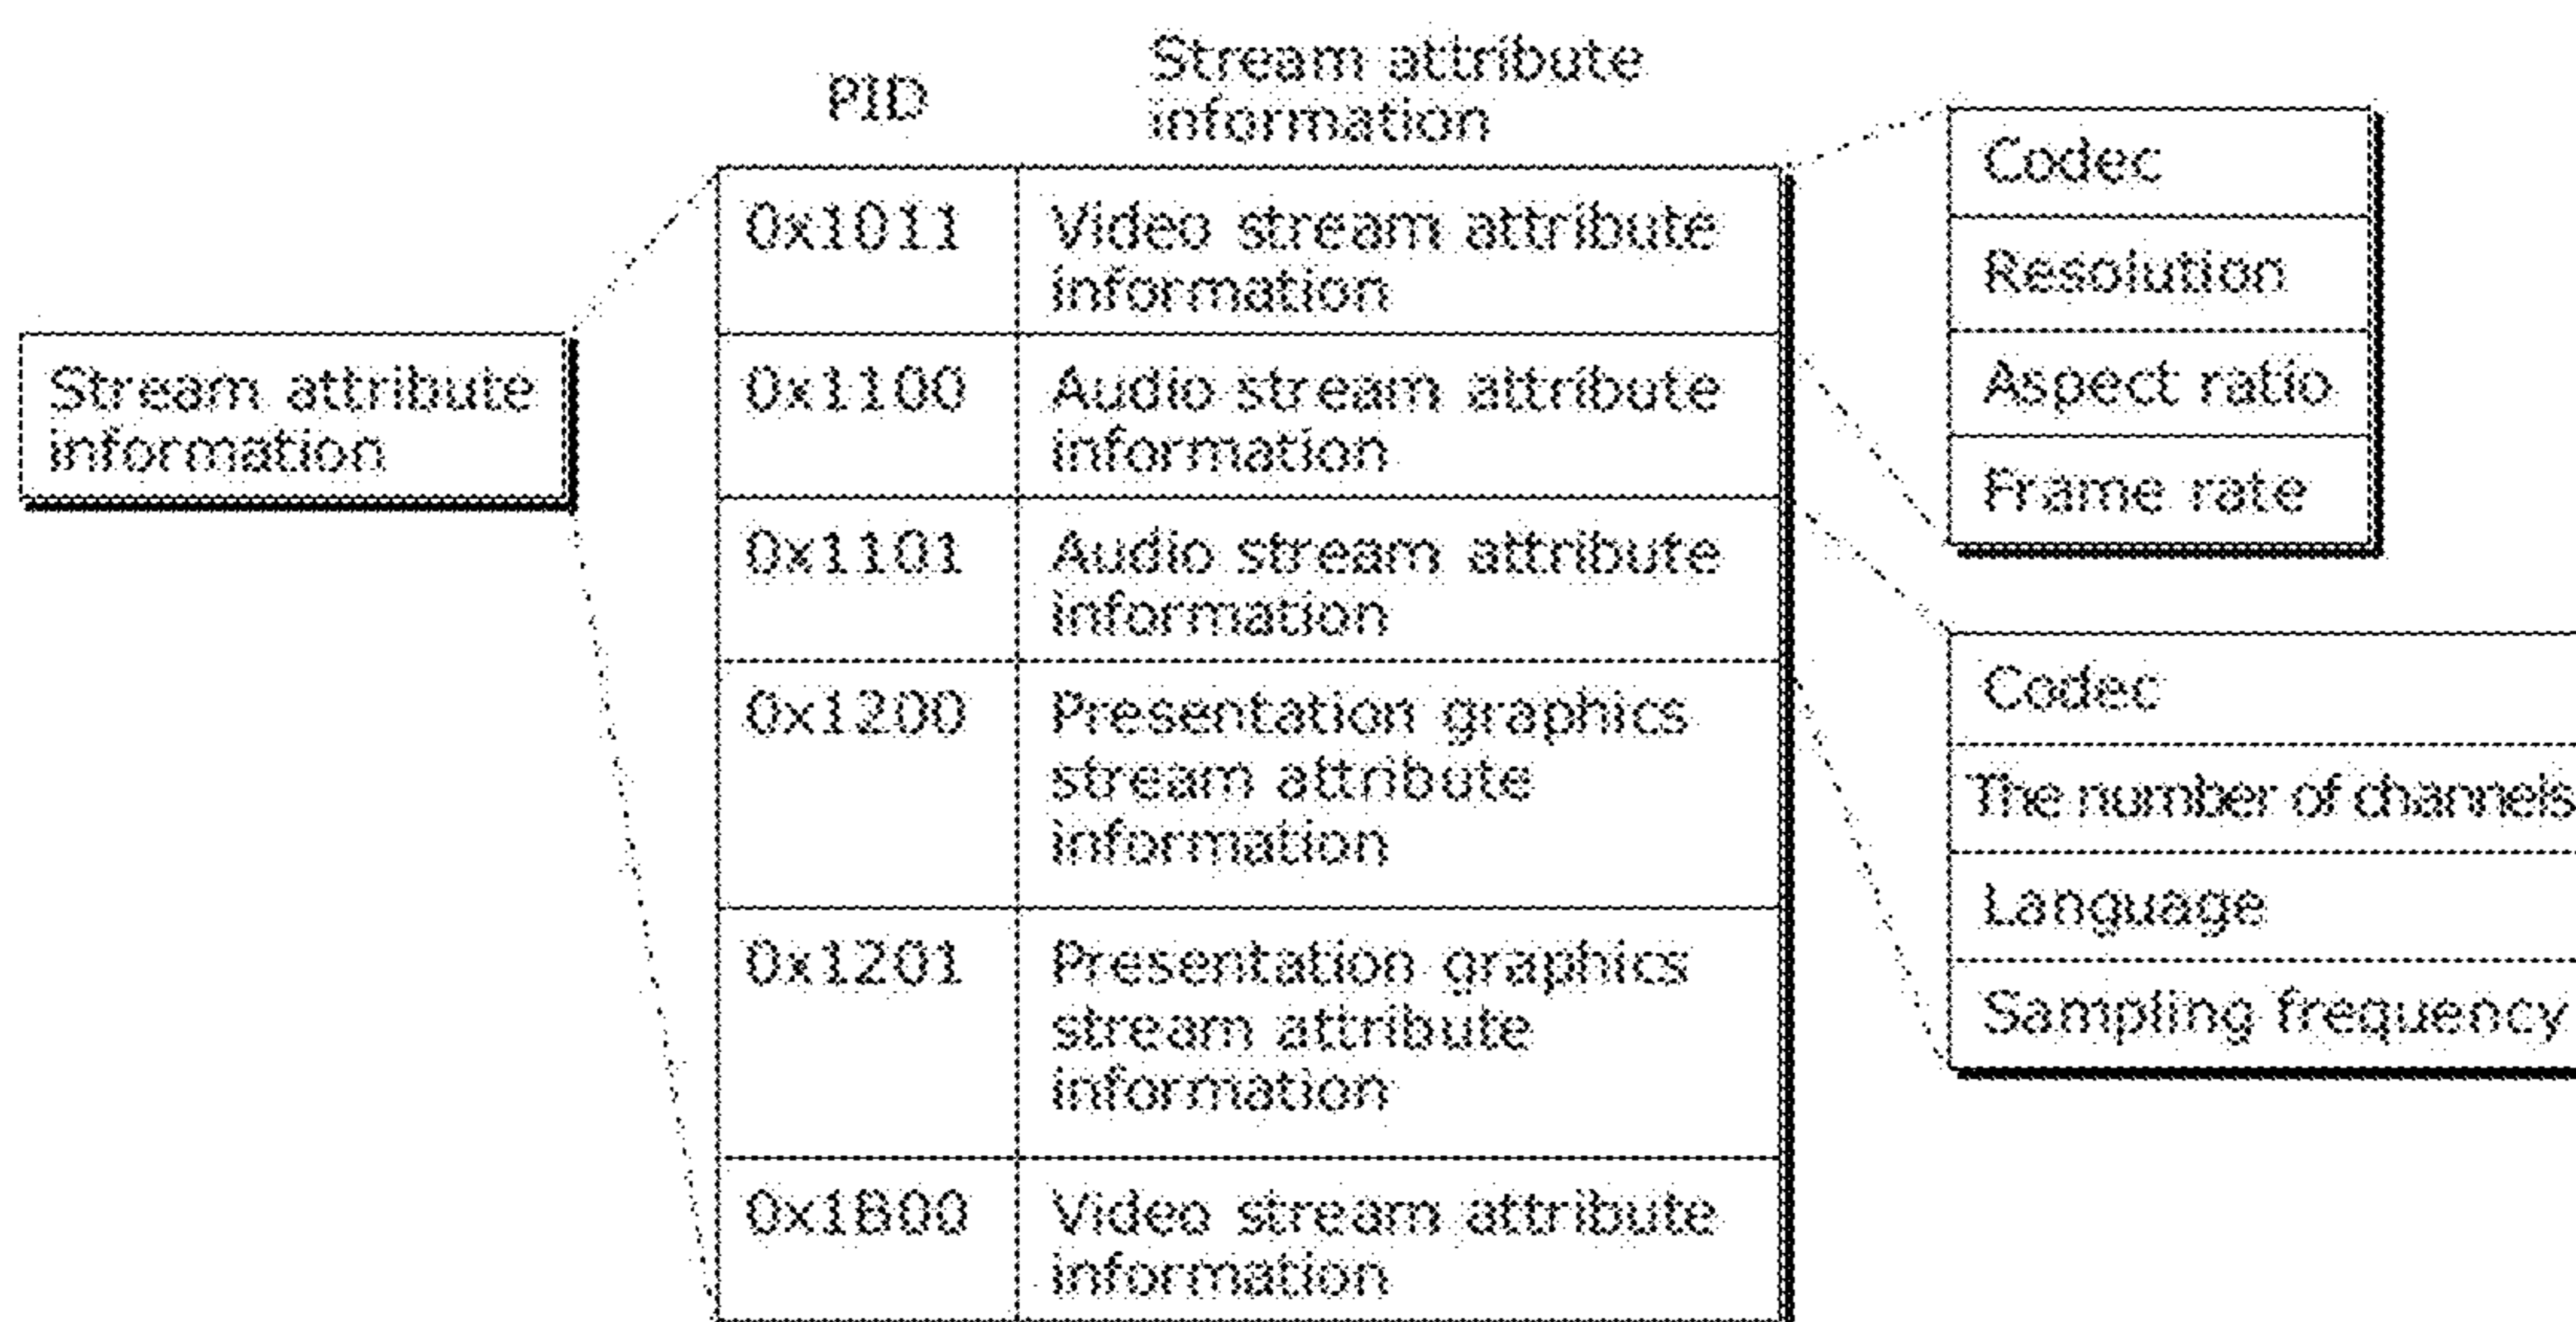 Stream attribute
information
PID
Stream attribute
information
0x1011
Video stream attribute
information
0x1100
Audio stream attribute
information
0x1101
Audio stream attribute
information
0x1200
Presentation graphics
stream attribute
information
0x1201
Presentation graphics
stream attribute
information
0x1B00
Video stream attribute
information
Codec
Resolution
Aspect ratio
Frame rate
Codec
The number of channels
Language
Sampling frequency